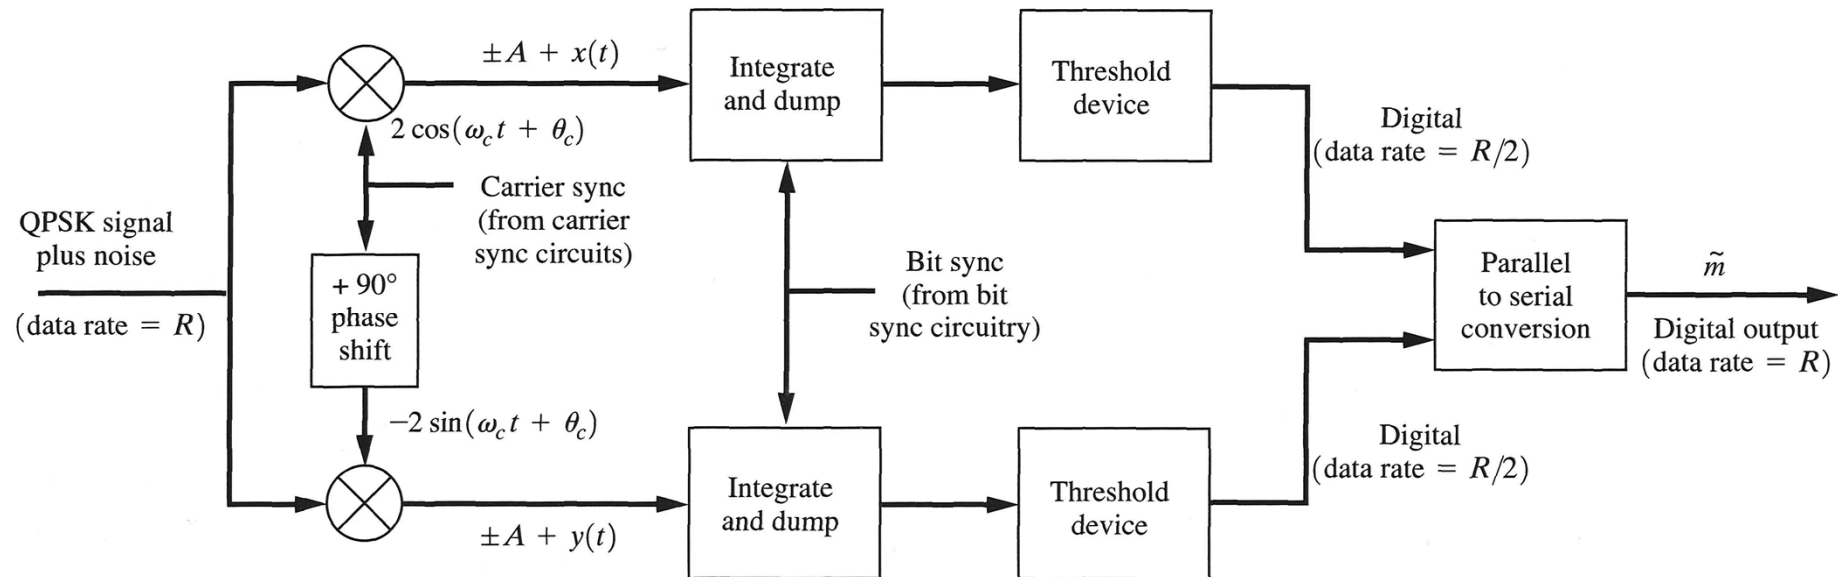 ±A + x(t)
Integrate
and dump
Threshold
device
2 cos(ω_c t + θ_c)
Digital
(data rate = R/2)
Carrier sync
(from carrier
sync circuits)
QPSK signal
plus noise
(data rate = R)
+ 90°
phase
shift
Bit sync
(from bit
sync circuitry)
Parallel
to serial
conversion
m̃
Digital output
(data rate = R)
−2 sin(ω_c t + θ_c)
Digital
(data rate = R/2)
±A + y(t)
Integrate
and dump
Threshold
device